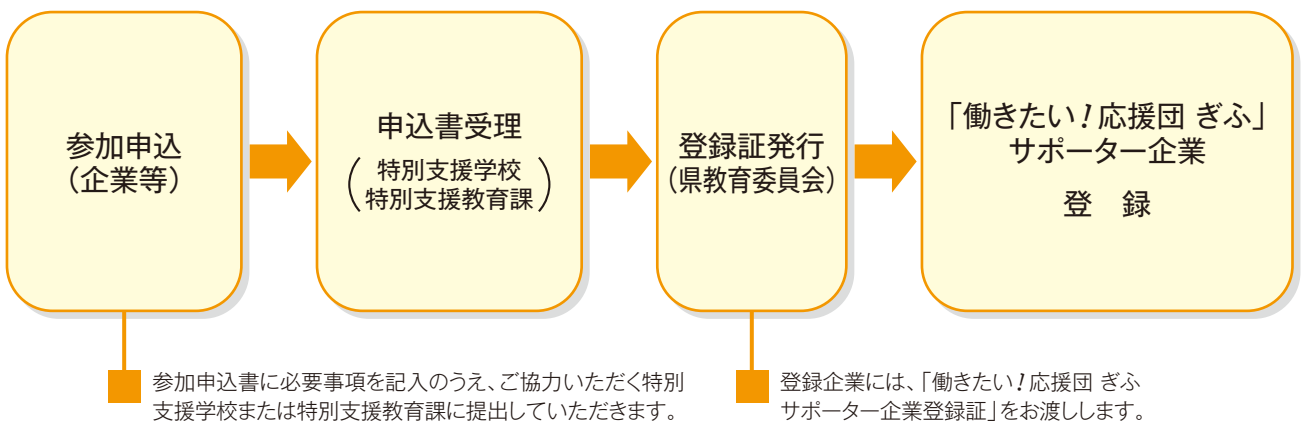 参加申込
（企業等）
申込書受理
（特別支援学校
特別支援教育課）
登録証発行
（県教育委員会）
「働きたい！応援団 ぎふ」
サポーター企業
登　録
参加申込書に必要事項を記入のうえ、ご協力いただく特別
支援学校または特別支援教育課に提出していただきます。
登録企業には、「働きたい！応援団 ぎふ
サポーター企業登録証」をお渡しします。